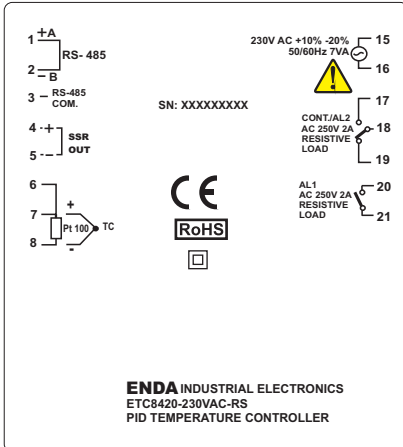 1 +A
RS- 485
2 B
3 RS-485
COM.
4 +
SSR
OUT
5 -
6
7 +
Pt 100 TC
8 -
SN: XXXXXXXXX
CE
RoHS
230V AC +10% -20%
50/60Hz 7VA
15
16
17
CONT./AL2
AC 250V 2A
RESISTIVE
LOAD
18
19
AL1
AC 250V 2A
RESISTIVE
LOAD
20
21
ENDA INDUSTRIAL ELECTRONICS
ETC8420-230VAC-RS
PID TEMPERATURE CONTROLLER